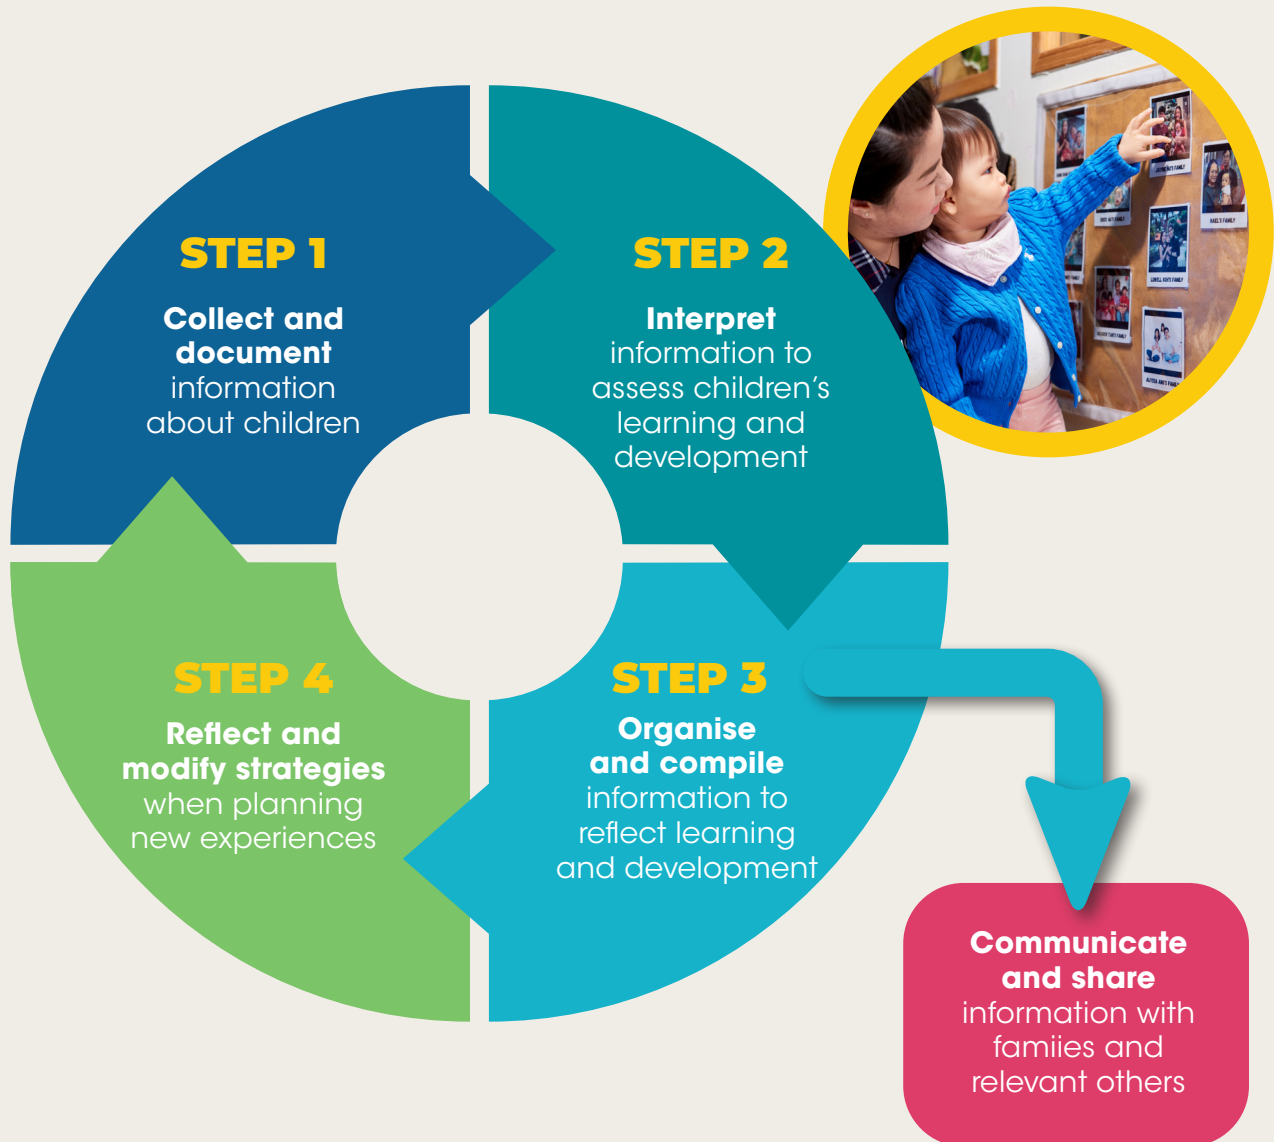 STEP 1
Collect and
document
information
about children
STEP 2
Interpret
information to
assess children's
learning and
development
STEP 3
Organise
and compile
information to
reflect learning
and development
STEP 4
Reflect and
modify strategies
when planning
new experiences
Communicate
and share
information with
famiies and
relevant others